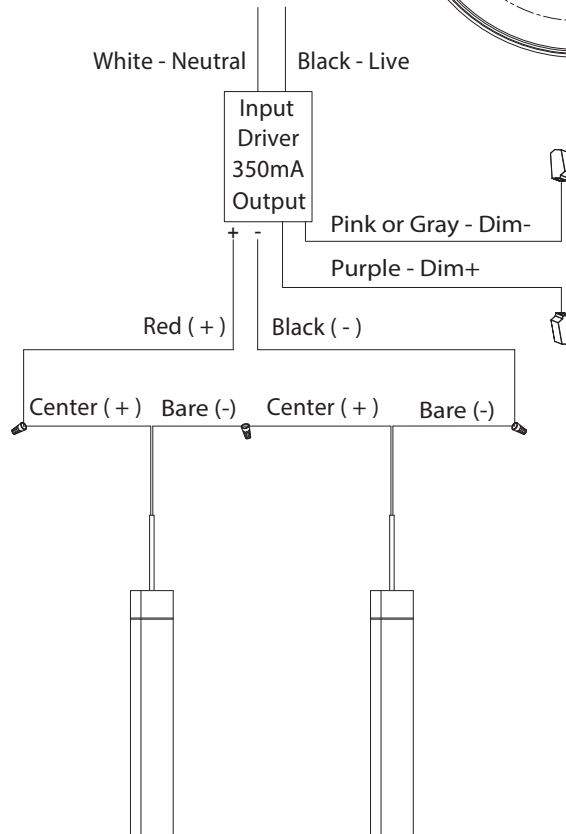 White - Neutral
Black - Live
Input
Driver
350mA
Output
+ -
Pink or Gray - Dim-
Purple - Dim+
Red ( + )
Black ( - )
Center ( + )
Bare (-)
Center ( + )
Bare (-)